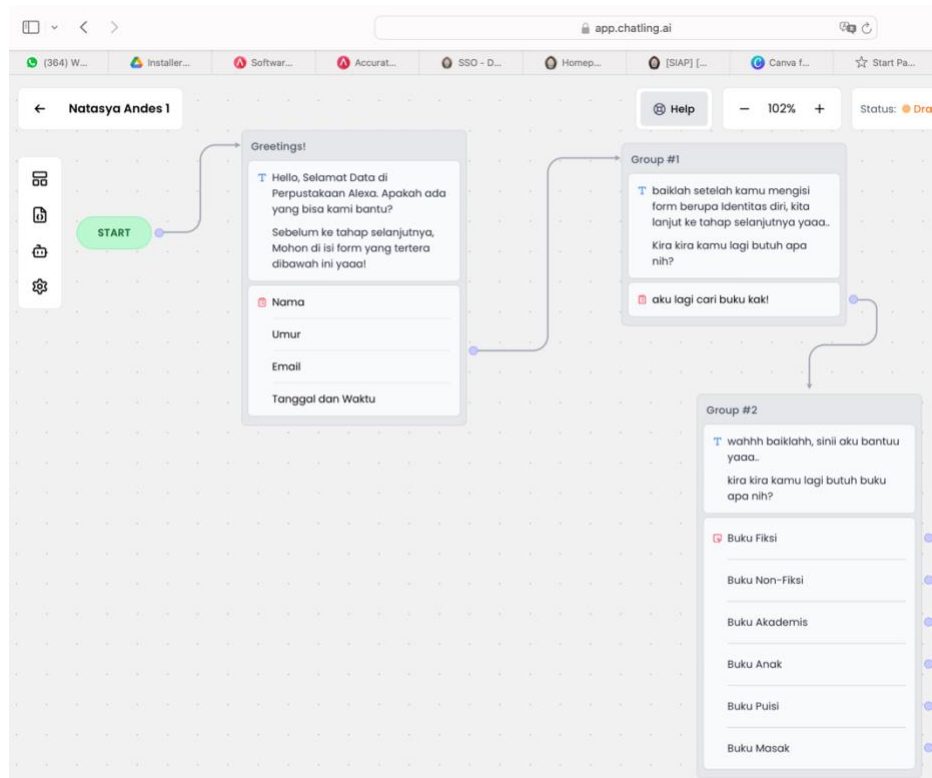 app.chatling.ai
(364) W...
Installer...
Softwar...
Accurat...
SSO - D...
Homep...
[SIAP] [...
Canva f...
Start Pa...
Natasya Andes 1
Help
− 102% +
Status: Dra
START
Greetings!
T Hello, Selamat Data di
Perpustakaan Alexa. Apakah ada
yang bisa kami bantu?
Sebelum ke tahap selanjutnya,
Mohon di isi form yang tertera
dibawah ini yaaa!
Nama
Umur
Email
Tanggal dan Waktu
Group #1
T baiklah setelah kamu mengisi
form berupa Identitas diri, kita
lanjut ke tahap selanjutnya yaaa..
Kira kira kamu lagi butuh apa
nih?
aku lagi cari buku kak!
Group #2
T wahhh baiklahh, sinii aku bantuu
yaaa..
kira kira kamu lagi butuh buku
apa nih?
Buku Fiksi
Buku Non-Fiksi
Buku Akademis
Buku Anak
Buku Puisi
Buku Masak